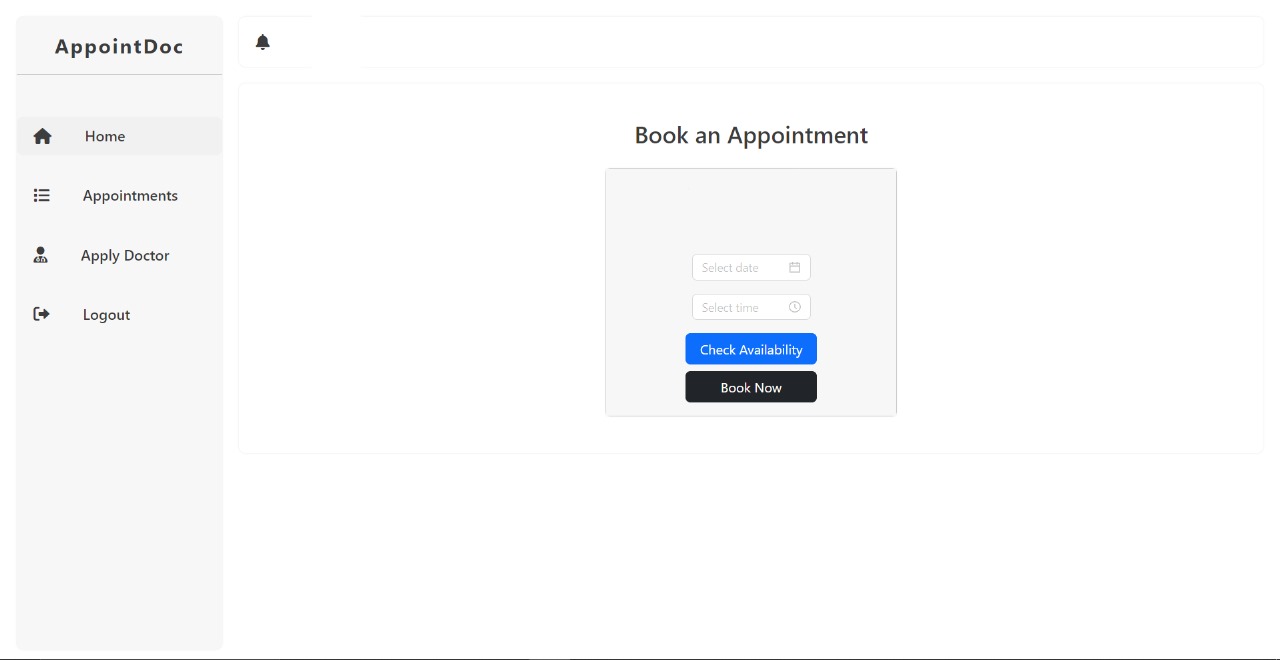 AppointDoc
Home
Appointments
Apply Doctor
Logout
Book an Appointment
Select date
Select time
Check Availability
Book Now